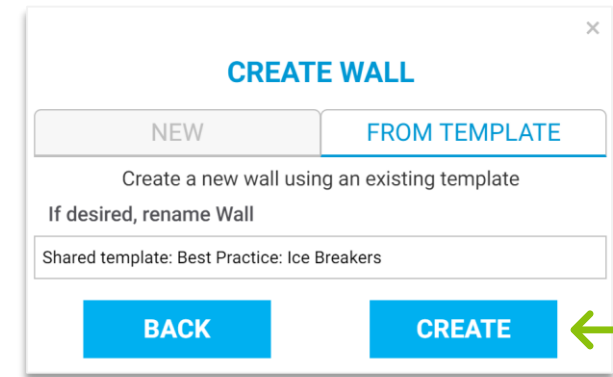 ×
CREATE WALL
NEW
FROM TEMPLATE
Create a new wall using an existing template
If desired, rename Wall
Shared template: Best Practice: Ice Breakers
BACK
CREATE